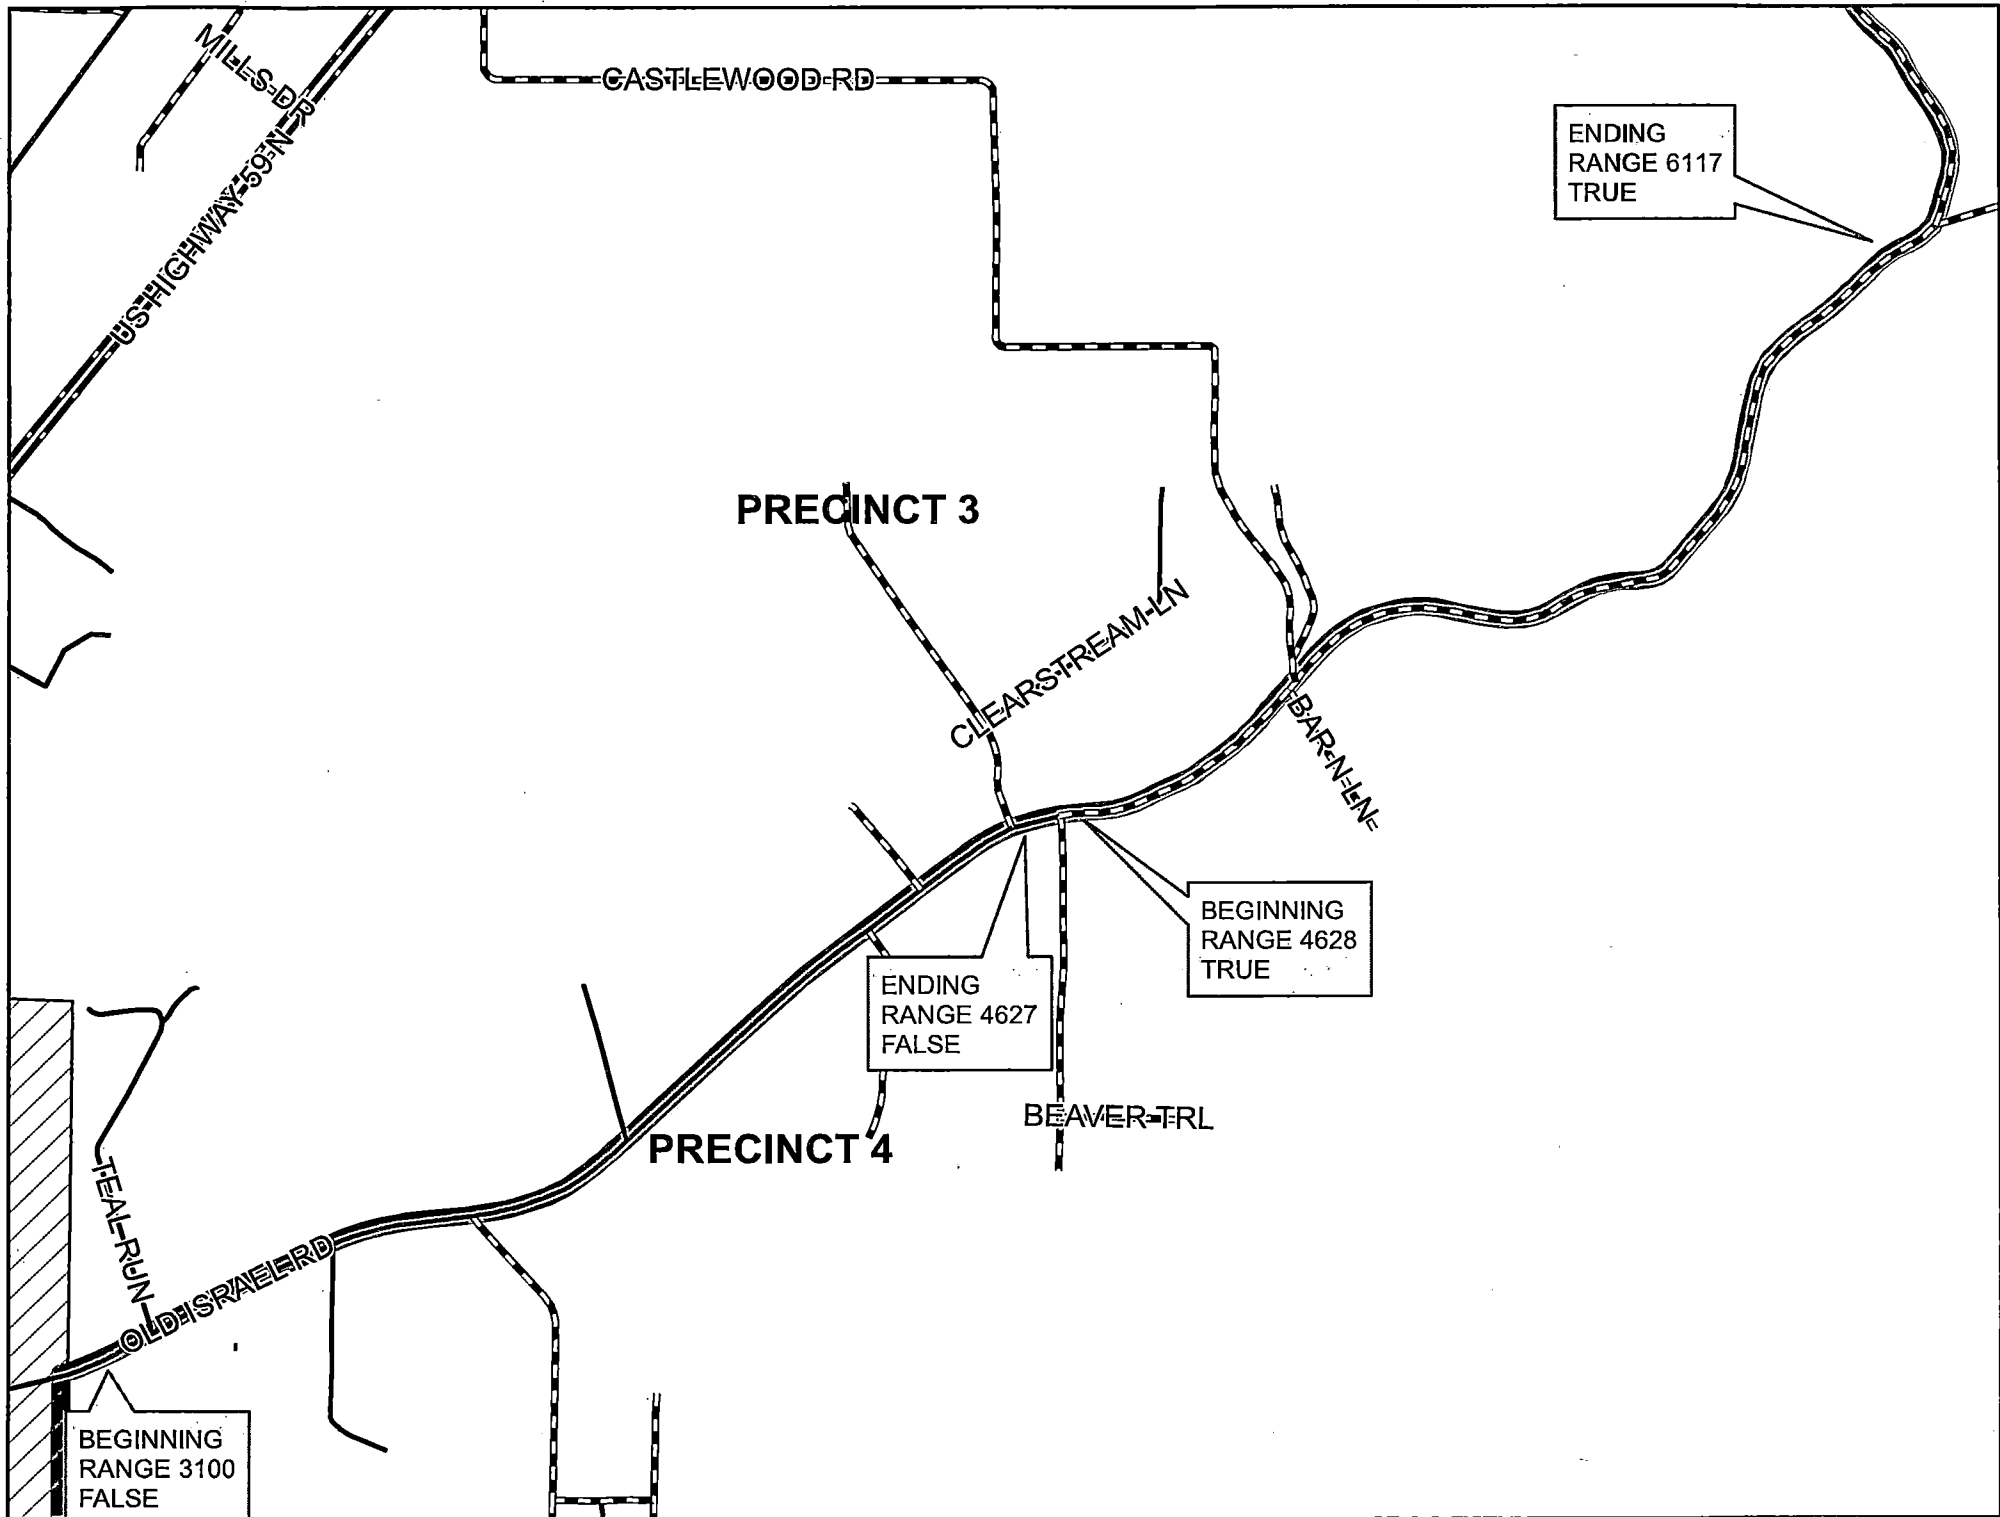 MILLS DR
CASTLEWOOD RD
US HIGHWAY 59 N
ENDING
RANGE 6117
TRUE
PRECINCT 3
CLEARSTREAM LN
BAR N LN
BEGINNING
RANGE 4628
TRUE
ENDING
RANGE 4627
FALSE
BEAVER TRL
PRECINCT 4
TEAL RUN
OLD ISRAEL RD
BEGINNING
RANGE 3100
FALSE